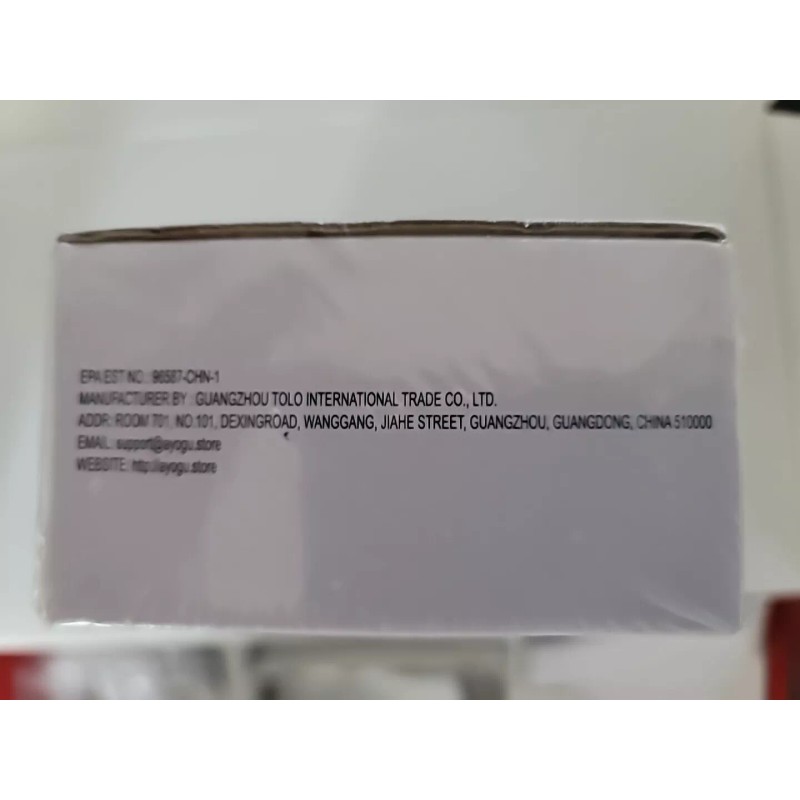 EPA EST NO.: 96587-CHN-1
MANUFACTURER BY : GUANGZHOU TOLO INTERNATIONAL TRADE CO., LTD.
ADDR: ROOM 701, NO.101, DEXINGROAD, WANGGANG, JIAHE STREET, GUANGZHOU, GUANGDONG, CHINA 510000
EMAIL: support@ayogu.store
WEBSITE: http://ayogu.store